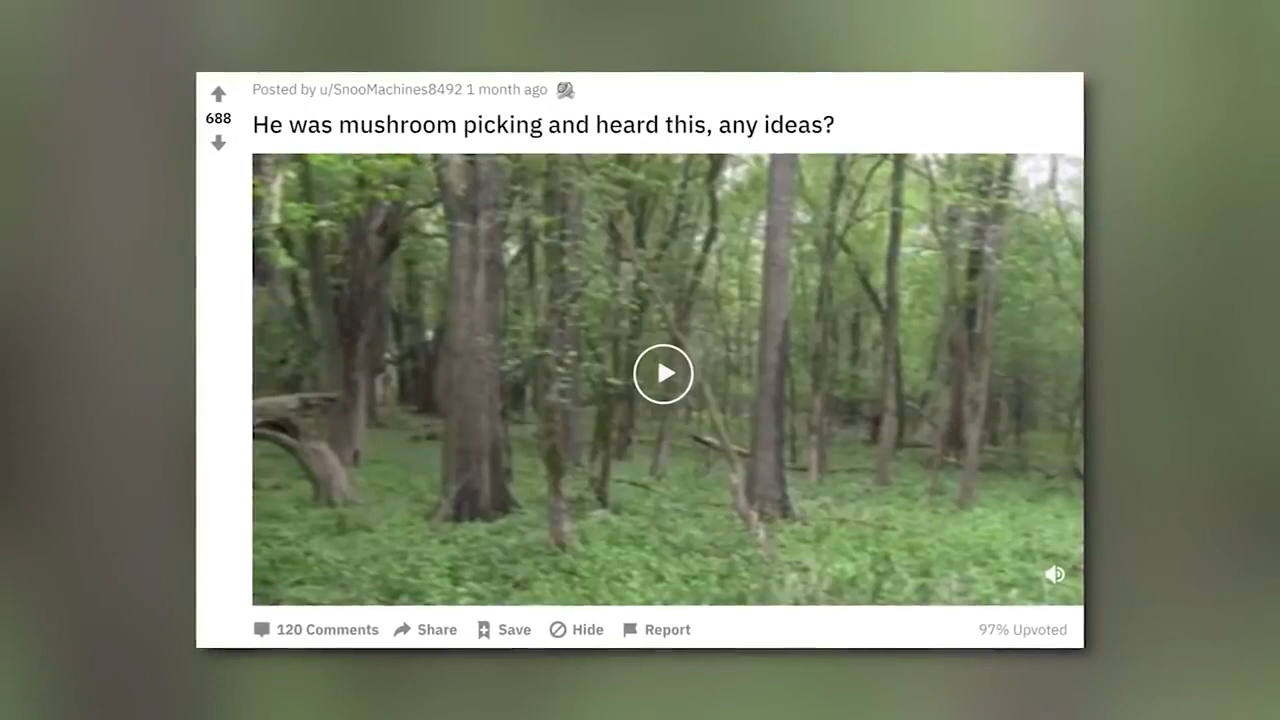 Posted by u/SnooMachines8492 1 month ago
688
He was mushroom picking and heard this, any ideas?
120 Comments Share Save Hide Report 97% Upvoted